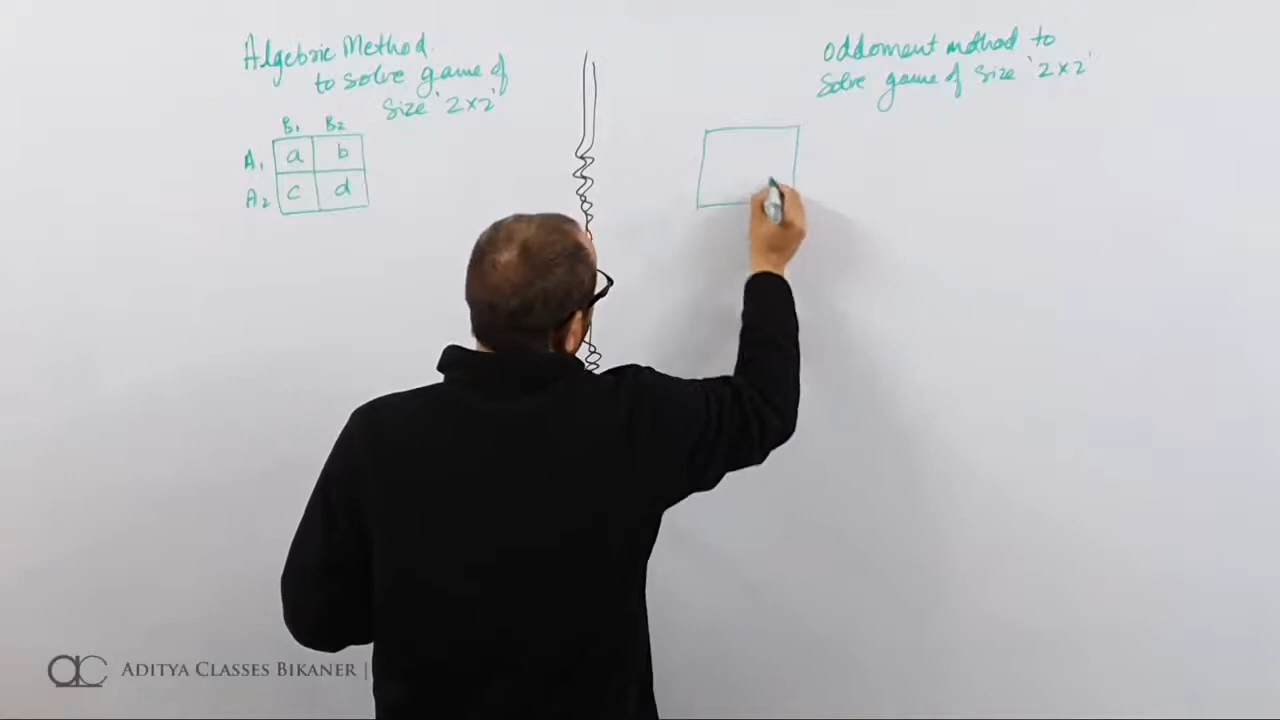 Algebric Method
to solve game of
size '2×2'
B1 B2
A1 a b
A2 c d
Oddoment method to
solve game of size '2×2'
ac ADITYA CLASSES BIKANER |